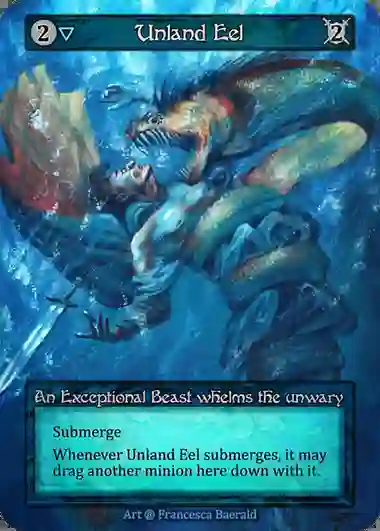 2 Unland Eel 2
An Exceptional Beast whelms the unwary
Submerge
Whenever Unland Eel submerges, it may
drag another minion here down with it.
Art @ Francesca Baerald